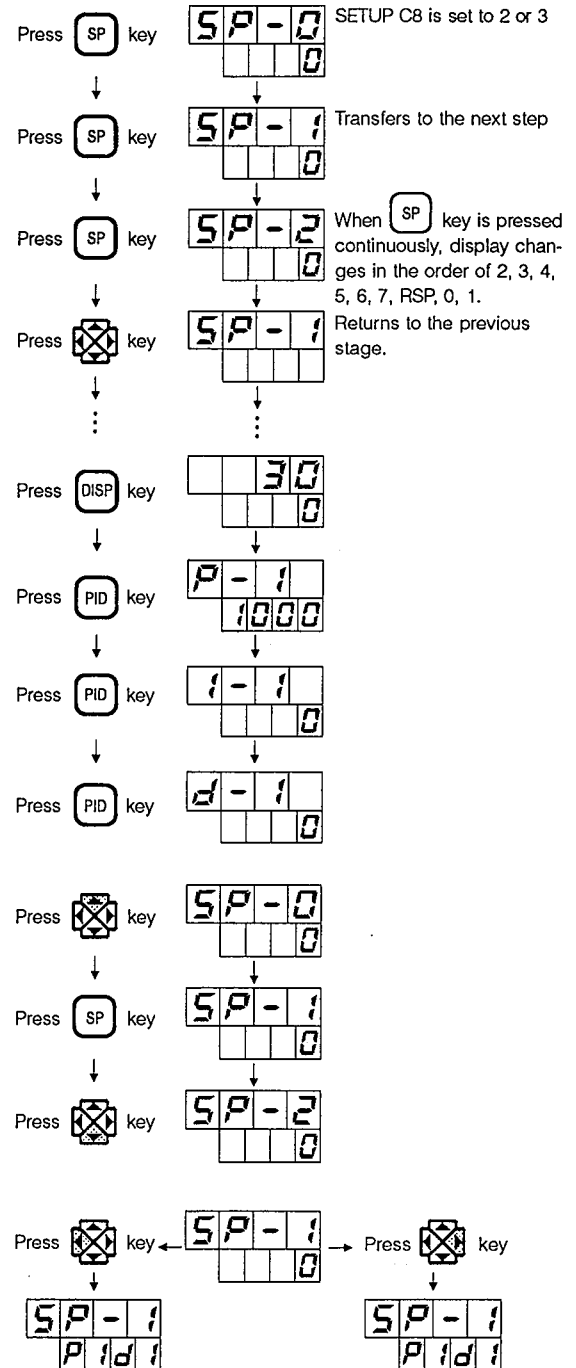 Press SP key SP-0 SETUP C8 is set to 2 or 3
0
Press SP key SP-1 Transfers to the next step
0
Press SP key SP-2 When SP key is pressed
0 continuously, display chan-
ges in the order of 2, 3, 4,
5, 6, 7, RSP, 0, 1.
Press key SP-1 Returns to the previous
stage.
Press DISP key 30
0
Press PID key P-1
1000
Press PID key 1-1
0
Press PID key d-1
0
Press key SP-0
0
Press SP key SP-1
0
Press key SP-2
0
Press key SP-1 Press key
0
SP-1 SP-1
P1d1 P1d1